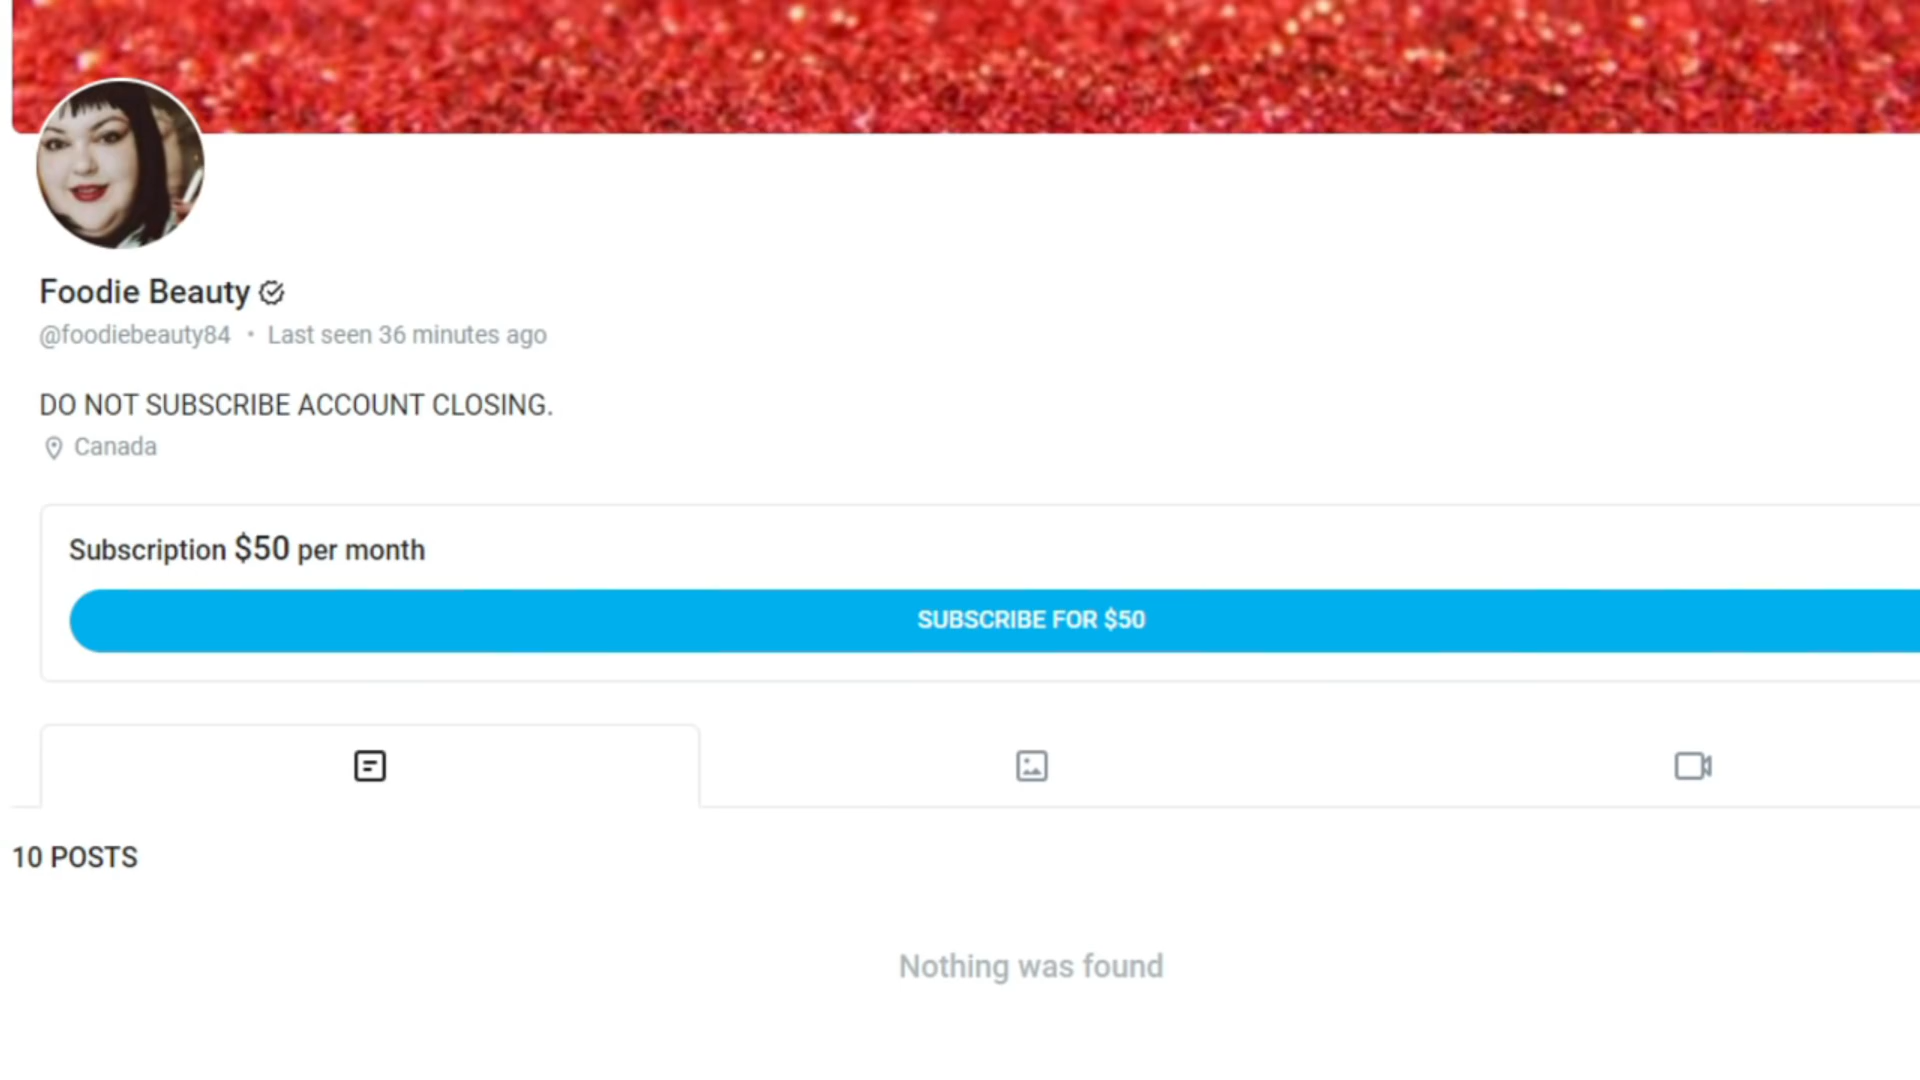 Foodie Beauty
@foodiebeauty84 • Last seen 36 minutes ago
DO NOT SUBSCRIBE ACCOUNT CLOSING.
Canada
Subscription $50 per month
SUBSCRIBE FOR $50
10 POSTS
Nothing was found